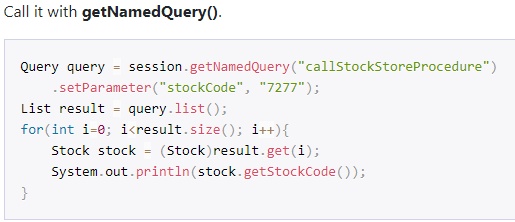 Call it with getNamedQuery().
Query query = session.getNamedQuery("callStockStoreProcedure")
    .setParameter("stockCode", "7277");
List result = query.list();
for(int i=0; i<result.size(); i++){
    Stock stock = (Stock)result.get(i);
    System.out.println(stock.getStockCode());
}